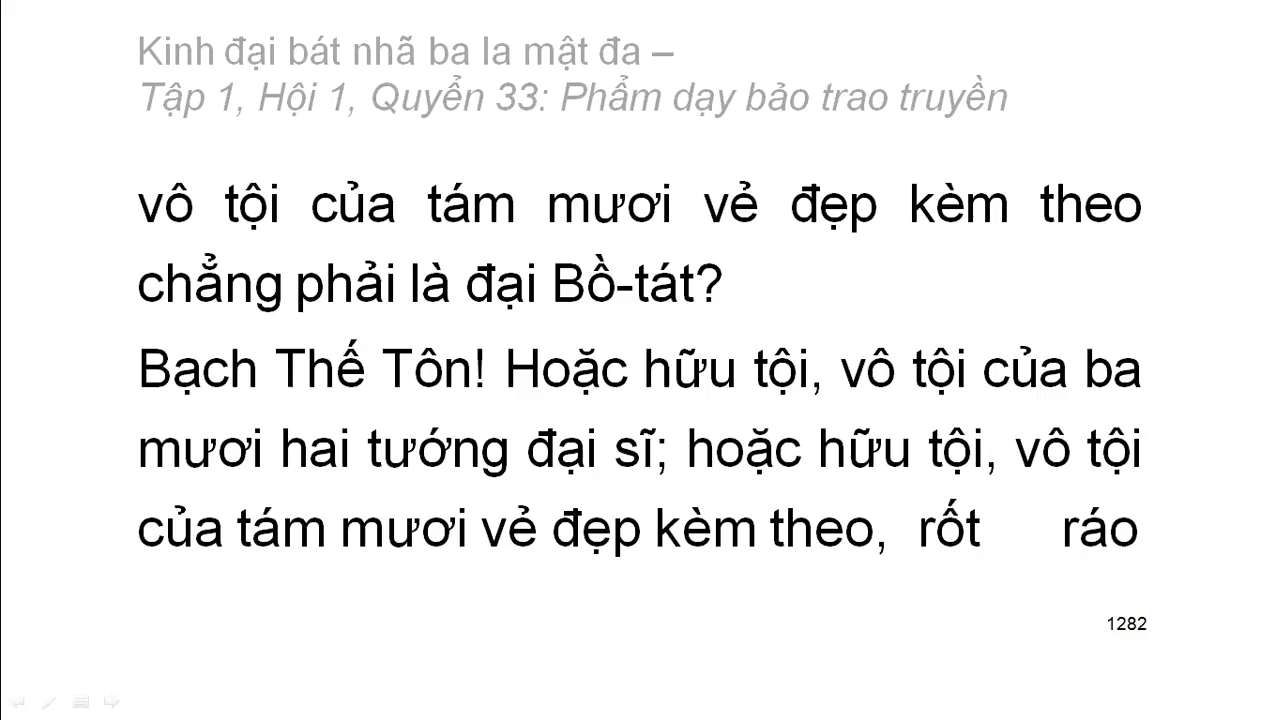 Kinh đại bát nhã ba la mật đa –
Tập 1, Hội 1, Quyển 33: Phẩm dạy bảo trao truyền
vô tội của tám mươi vẻ đẹp kèm theo
chẳng phải là đại Bồ-tát?
Bạch Thế Tôn! Hoặc hữu tội, vô tội của ba
mươi hai tướng đại sĩ; hoặc hữu tội, vô tội
của tám mươi vẻ đẹp kèm theo, rốt ráo
1282